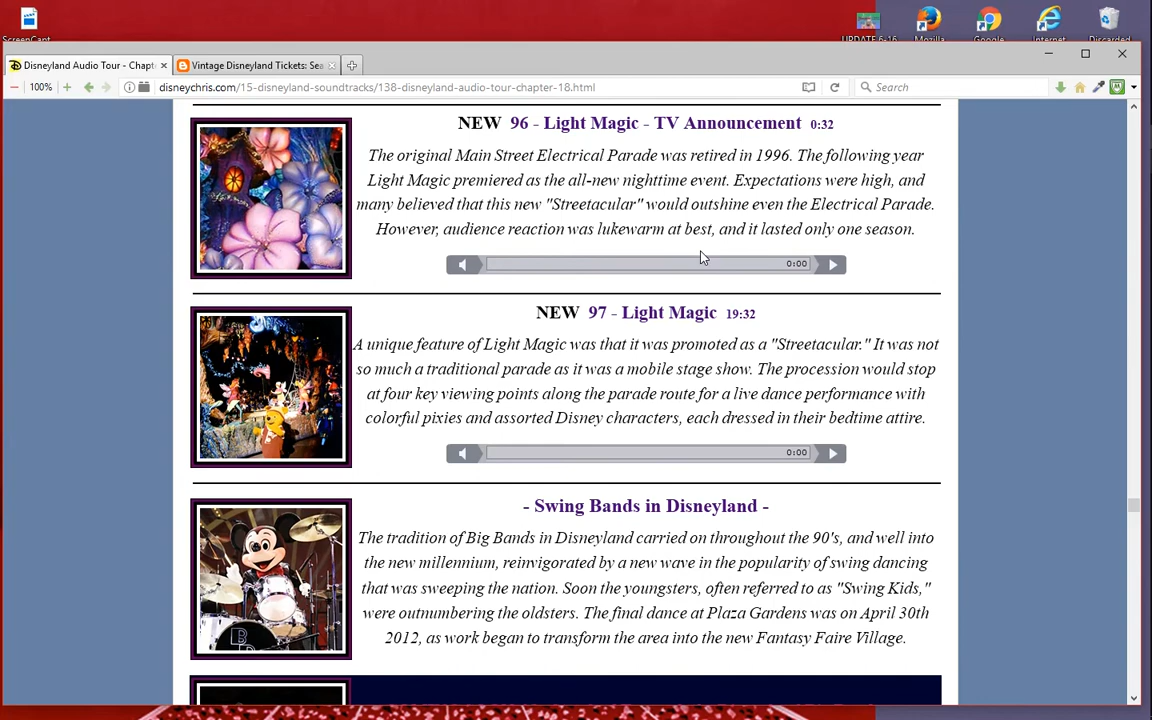 ScreenCapt
UPDATE 6-16
Mozilla
Google
Internet
Discarded
Disneyland Audio Tour - Chapt
Vintage Disneyland Tickets: Sea
100%
disneychris.com/15-disneyland-soundtracks/138-disneyland-audio-tour-chapter-18.html
Search
NEW 96 - Light Magic - TV Announcement 0:32
The original Main Street Electrical Parade was retired in 1996. The following year
Light Magic premiered as the all-new nighttime event. Expectations were high, and
many believed that this new "Streetacular" would outshine even the Electrical Parade.
However, audience reaction was lukewarm at best, and it lasted only one season.
0:00
NEW 97 - Light Magic 19:32
A unique feature of Light Magic was that it was promoted as a "Streetacular." It was not
so much a traditional parade as it was a mobile stage show. The procession would stop
at four key viewing points along the parade route for a live dance performance with
colorful pixies and assorted Disney characters, each dressed in their bedtime attire.
0:00
- Swing Bands in Disneyland -
The tradition of Big Bands in Disneyland carried on throughout the 90's, and well into
the new millennium, reinvigorated by a new wave in the popularity of swing dancing
that was sweeping the nation. Soon the youngsters, often referred to as "Swing Kids,"
were outnumbering the oldsters. The final dance at Plaza Gardens was on April 30th
2012, as work began to transform the area into the new Fantasy Faire Village.